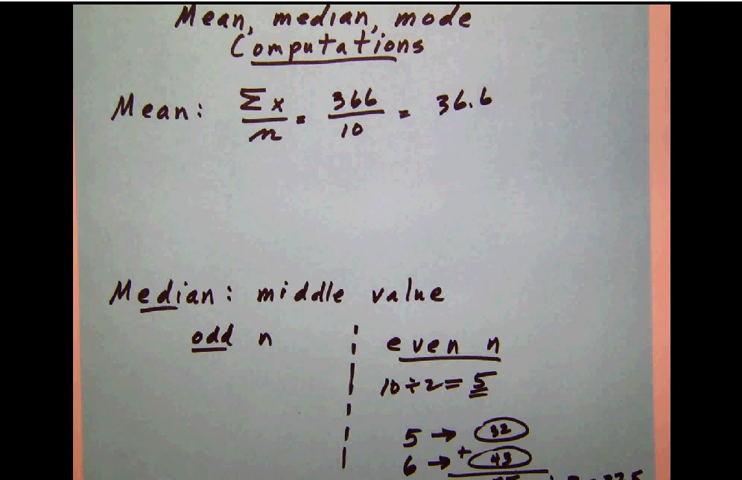 Mean, median, mode
Computations
Mean: Σx/n = 366/10 = 36.6
Median: middle value
odd n
even n
10÷2=5
5 → 32
6 → + 43